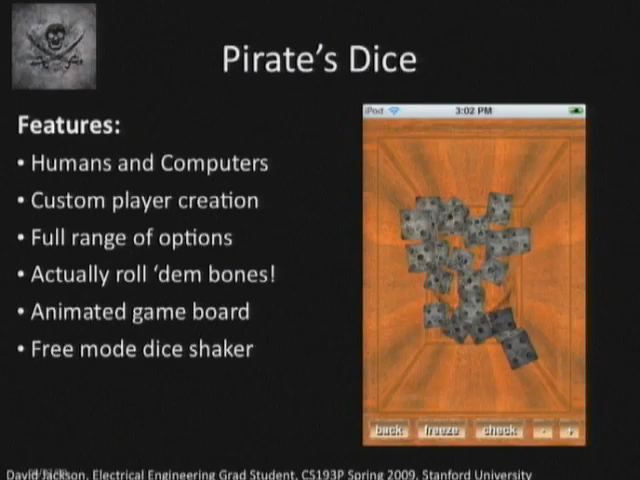 Pirate's Dice
Features:
• Humans and Computers
• Custom player creation
• Full range of options
• Actually roll 'dem bones!
• Animated game board
• Free mode dice shaker
iPod 3:02 PM
back freeze check - +
David Jackson, Electrical Engineering Grad Student, CS193P Spring 2009, Stanford University